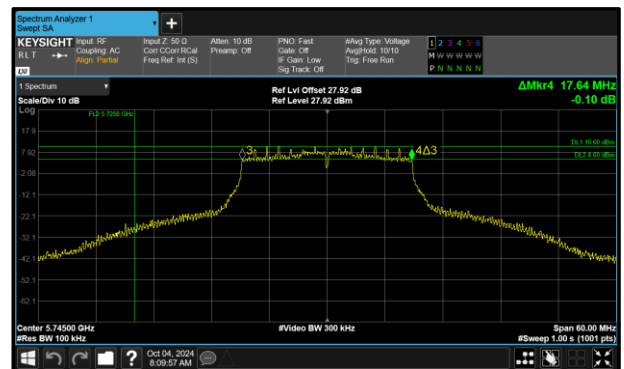 Spectrum Analyzer 1
Swept SA
+
KEYSIGHT Input: RF Input Z: 50 Ω Atten: 10 dB PNO: Fast #Avg Type: Voltage 1 2 3 4 5 6
RLT Coupling: AC Corr CCorr RCal Preamp: Off Gate: Off Avg|Hold: 10/10 M W W W W W
Align: Partial Freq Ref: Int (S) IF Gain: Low Trig: Free Run P N N N N N
LXI Sig Track: Off
1 Spectrum Ref Lvl Offset 27.92 dB ΔMkr4 17.64 MHz
Scale/Div 10 dB Ref Level 27.92 dBm -0.10 dB
Log FL2 5.7250 GHz
17.9
DL1 10.60 dBm
7.92 3 4Δ3
DL2 4.60 dBm
-2.08
-12.1
-22.1
-32.1
-42.1
-52.1
-62.1
Center 5.74500 GHz #Video BW 300 kHz Span 60.00 MHz
#Res BW 100 kHz #Sweep 1.00 s (1001 pts)
? Oct 04, 2024
8:09:57 AM